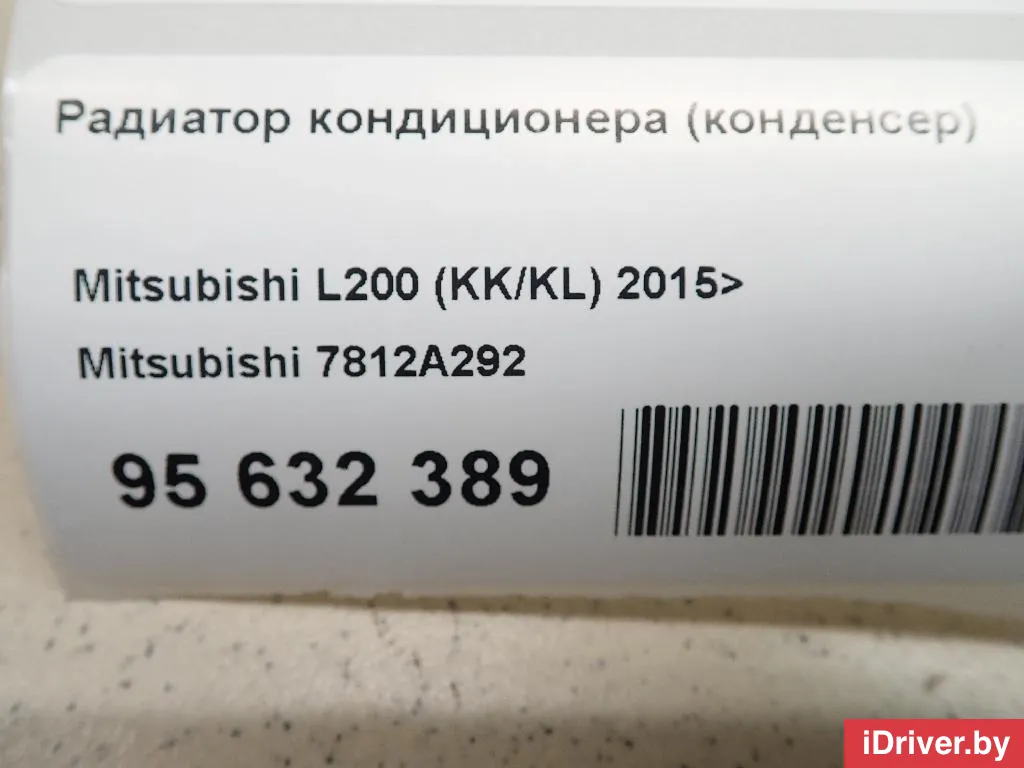 Радиатор кондиционера (конденсер)
Mitsubishi L200 (KK/KL) 2015>
Mitsubishi 7812A292
95 632 389
iDriver.by